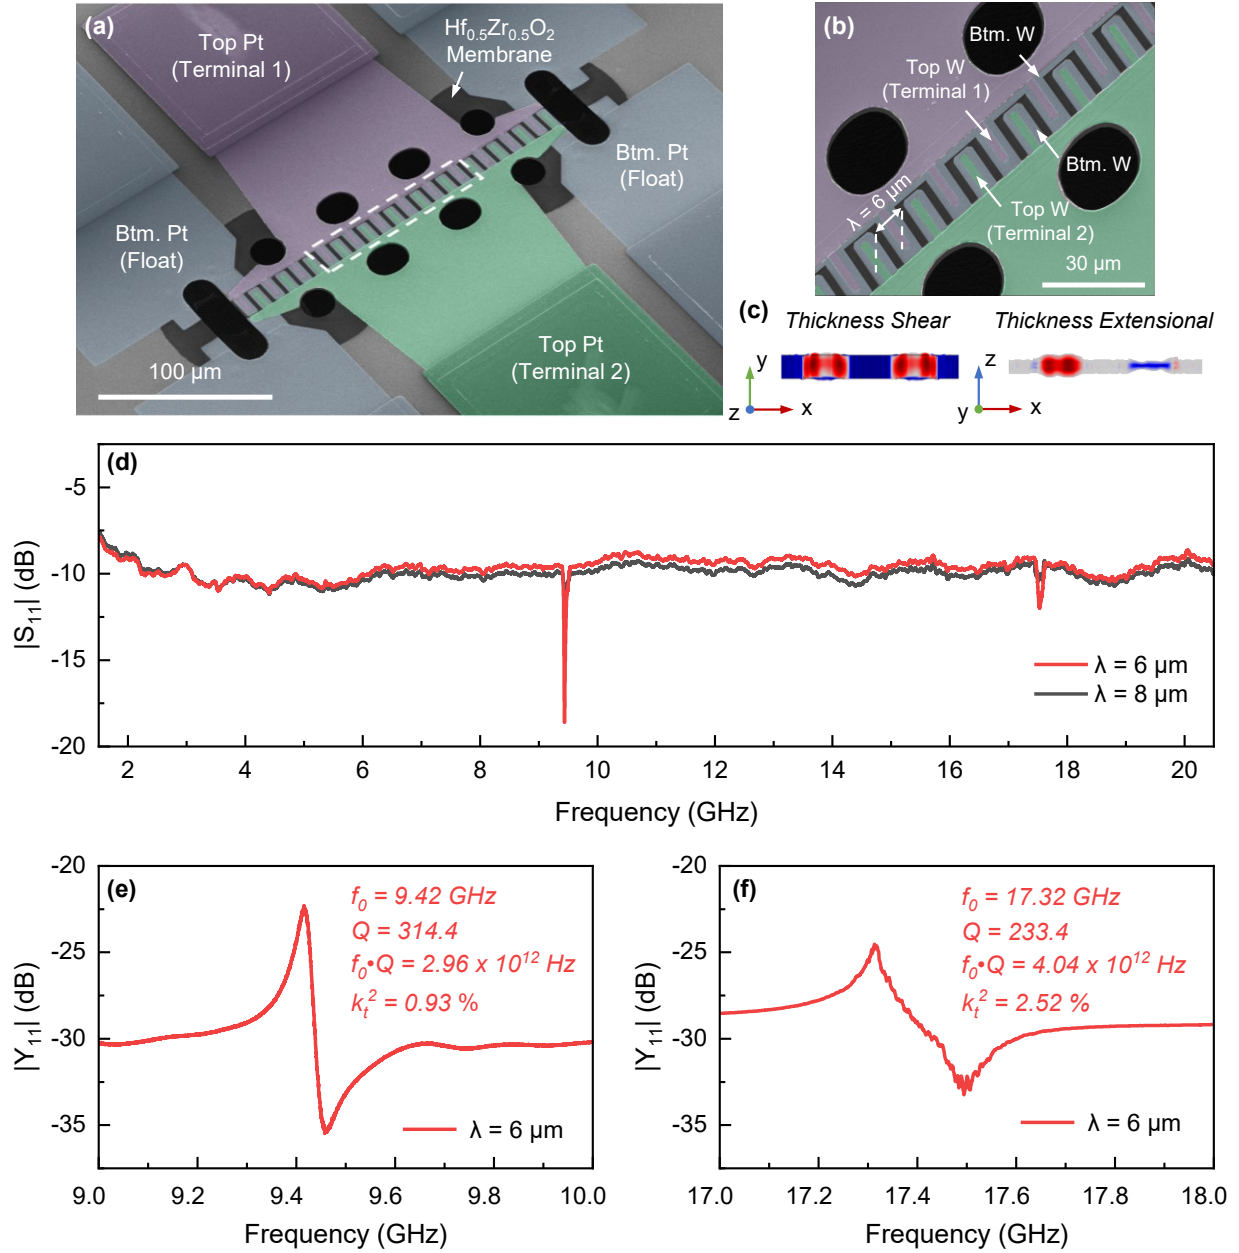 (a)
Top Pt
(Terminal 1)
Hf0.5Zr0.5O2
Membrane
Btm. Pt
(Float)
Btm. Pt
(Float)
Top Pt
(Terminal 2)
100 μm
(b)
Btm. W
Top W
(Terminal 1)
Btm. W
λ = 6 μm
Top W
(Terminal 2)
30 μm
(c)
Thickness Shear
Thickness Extensional
y
z
x
z
y
x
(d)
-5
-10
-15
-20
|S11| (dB)
λ = 6 μm
λ = 8 μm
2 4 6 8 10 12 14 16 18 20
Frequency (GHz)
(e)
-20
-25
-30
-35
|Y11| (dB)
f0 = 9.42 GHz
Q = 314.4
f0•Q = 2.96 x 10^12 Hz
kt^2 = 0.93 %
λ = 6 μm
9.0 9.2 9.4 9.6 9.8 10.0
Frequency (GHz)
(f)
-20
-25
-30
-35
|Y11| (dB)
f0 = 17.32 GHz
Q = 233.4
f0•Q = 4.04 x 10^12 Hz
kt^2 = 2.52 %
λ = 6 μm
17.0 17.2 17.4 17.6 17.8 18.0
Frequency (GHz)